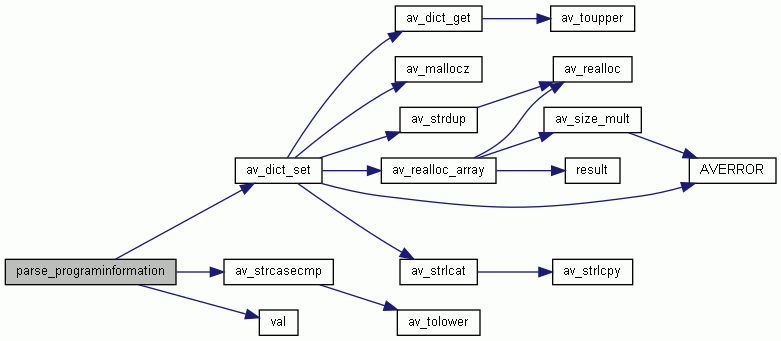 av_dict_get
av_toupper
av_mallocz
av_realloc
av_strdup
av_size_mult
av_dict_set
av_realloc_array
result
AVERROR
parse_programinformation
av_strcasecmp
av_strlcat
av_strlcpy
val
av_tolower